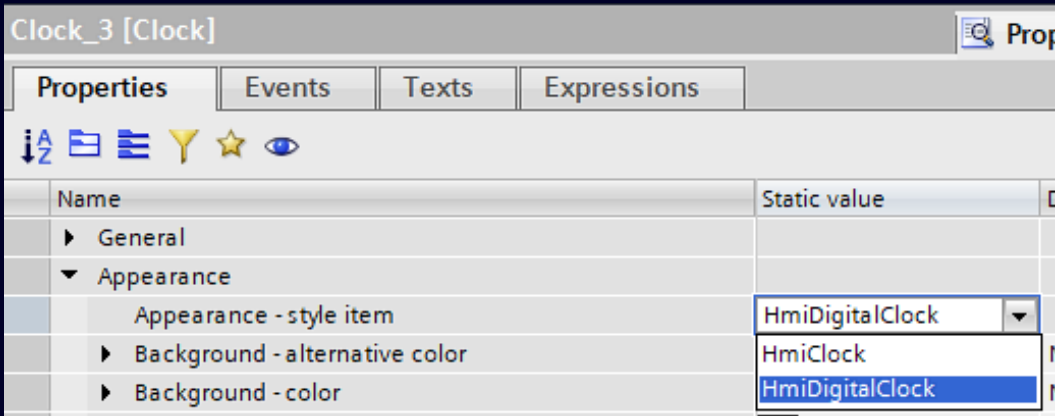 Clock_3 [Clock]
Properties Events Texts Expressions
Name Static value
General
Appearance
Appearance - style item HmiDigitalClock
Background - alternative color HmiClock
Background - color HmiDigitalClock